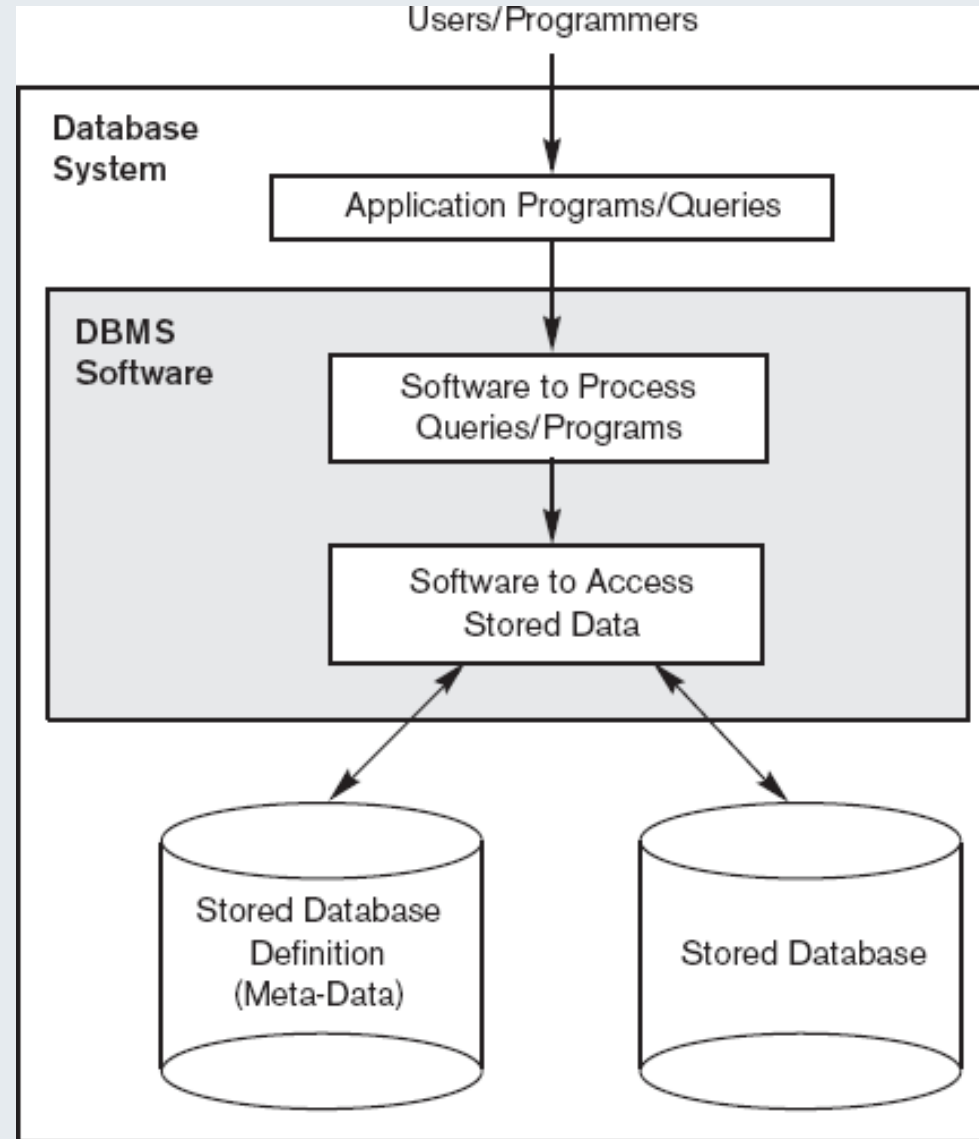 Users/Programmers
Database
System
Application Programs/Queries
DBMS
Software
Software to Process
Queries/Programs
Software to Access
Stored Data
Stored Database
Definition
(Meta-Data)
Stored Database